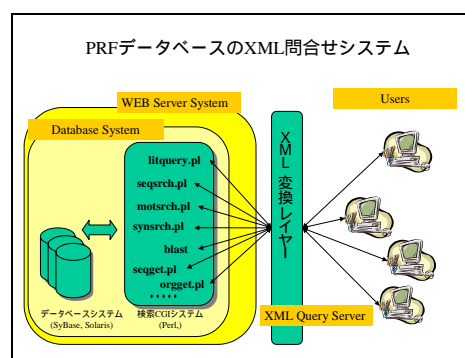 PRFデータベースのXML問合せシステム
WEB Server System
Users
Database System
XML 変換レイヤー
litquery.pl
seqsrch.pl
motsrch.pl
synsrch.pl
blast
seqget.pl
orgget.pl
•••••
データベースシステム
(SyBase, Solaris)
検索CGIシステム
(Perl,)
XML Query Server